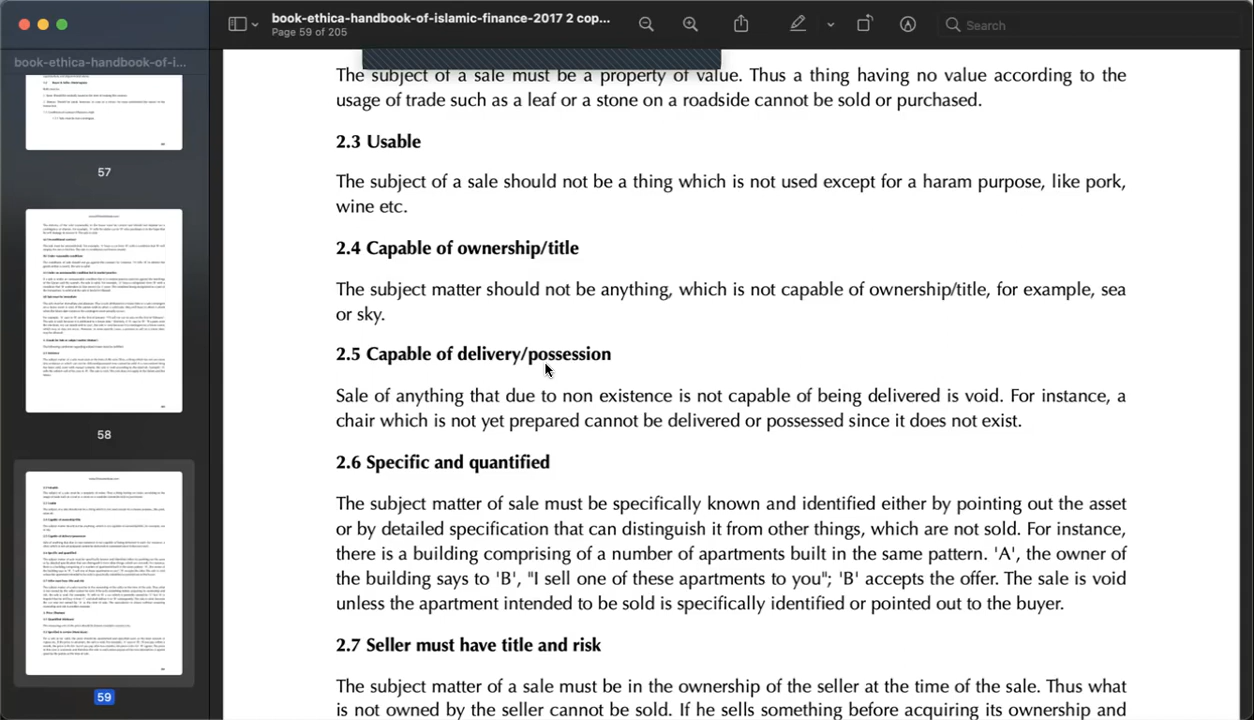 book-ethica-handbook-of-islamic-finance-2017 2 cop...
Page 59 of 205
Search
book-ethica-handbook-of-i...
57
58
59
The subject of a sale must be a property of value. Thus a thing having no value according to the
usage of trade such as a leaf or a stone on a roadside cannot be sold or purchased.
2.3 Usable
The subject of a sale should not be a thing which is not used except for a haram purpose, like pork,
wine etc.
2.4 Capable of ownership/title
The subject matter should not be anything, which is not capable of ownership/title, for example, sea
or sky.
2.5 Capable of delivery/possession
Sale of anything that due to non existence is not capable of being delivered is void. For instance, a
chair which is not yet prepared cannot be delivered or possessed since it does not exist.
2.6 Specific and quantified
The subject matter of sale must be specifically known and identified either by pointing out the asset
or by detailed specification that can distinguish it from other things, which are not sold. For instance,
there is a building consisting of a number of apartments built in the same pattern. 'A', the owner of
the building says to 'B', "I sell one of these apartments to you"; 'B' accepts the offer. The sale is void
unless the apartment intended to be sold is specifically identified or pointed out to the buyer.
2.7 Seller must have title and risk
The subject matter of a sale must be in the ownership of the seller at the time of the sale. Thus what
is not owned by the seller cannot be sold. If he sells something before acquiring its ownership and